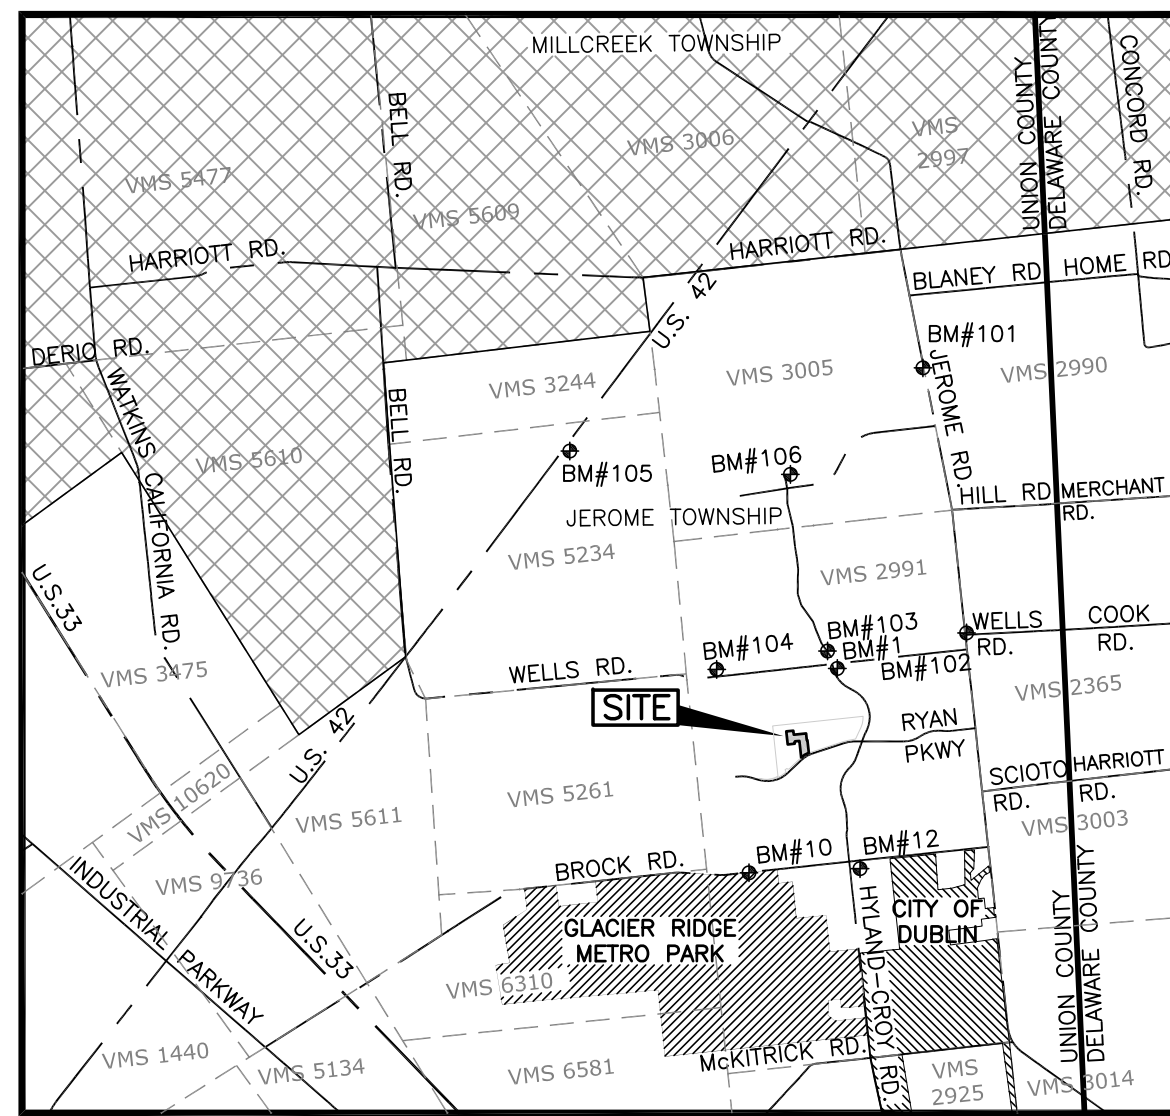 MILLCREEK TOWNSHIP
UNION COUNTY
DELAWARE COUNTY
CONCORD RD.
BELL RD.
VMS 3006
VMS
2997
VMS 5477
VMS 5609
HARRIOTT RD.
HARRIOTT RD.
BLANEY RD
HOME RD
U.S. 42
DERIO RD.
BM#101
VMS 3244
VMS 3005
VMS 2990
JEROME RD.
WATKINS CALIFORNIA RD.
BELL RD.
VMS 5610
BM#105
BM#106
HILL RD
MERCHANT
RD.
JEROME TOWNSHIP
VMS 5234
VMS 2991
U.S.33
WELLS
RD.
COOK
RD.
BM#103
BM#104
BM#1
BM#102
WELLS RD.
VMS 3475
VMS 2365
SITE
RYAN
PKWY
U.S. 42
SCIOTO
RD.
HARRIOTT
RD.
VMS 10620
VMS 5261
VMS 5611
VMS 3003
BM#12
BM#10
BROCK RD.
VMS 9736
INDUSTRIAL PARKWAY
U.S.33
GLACIER RIDGE
METRO PARK
CITY OF
DUBLIN
HYLAND-CROY RD.
UNION COUNTY
DELAWARE COUNTY
VMS 6310
VMS 1440
VMS 5134
VMS 6581
McKITRICK RD.
VMS
2925
VMS 3014